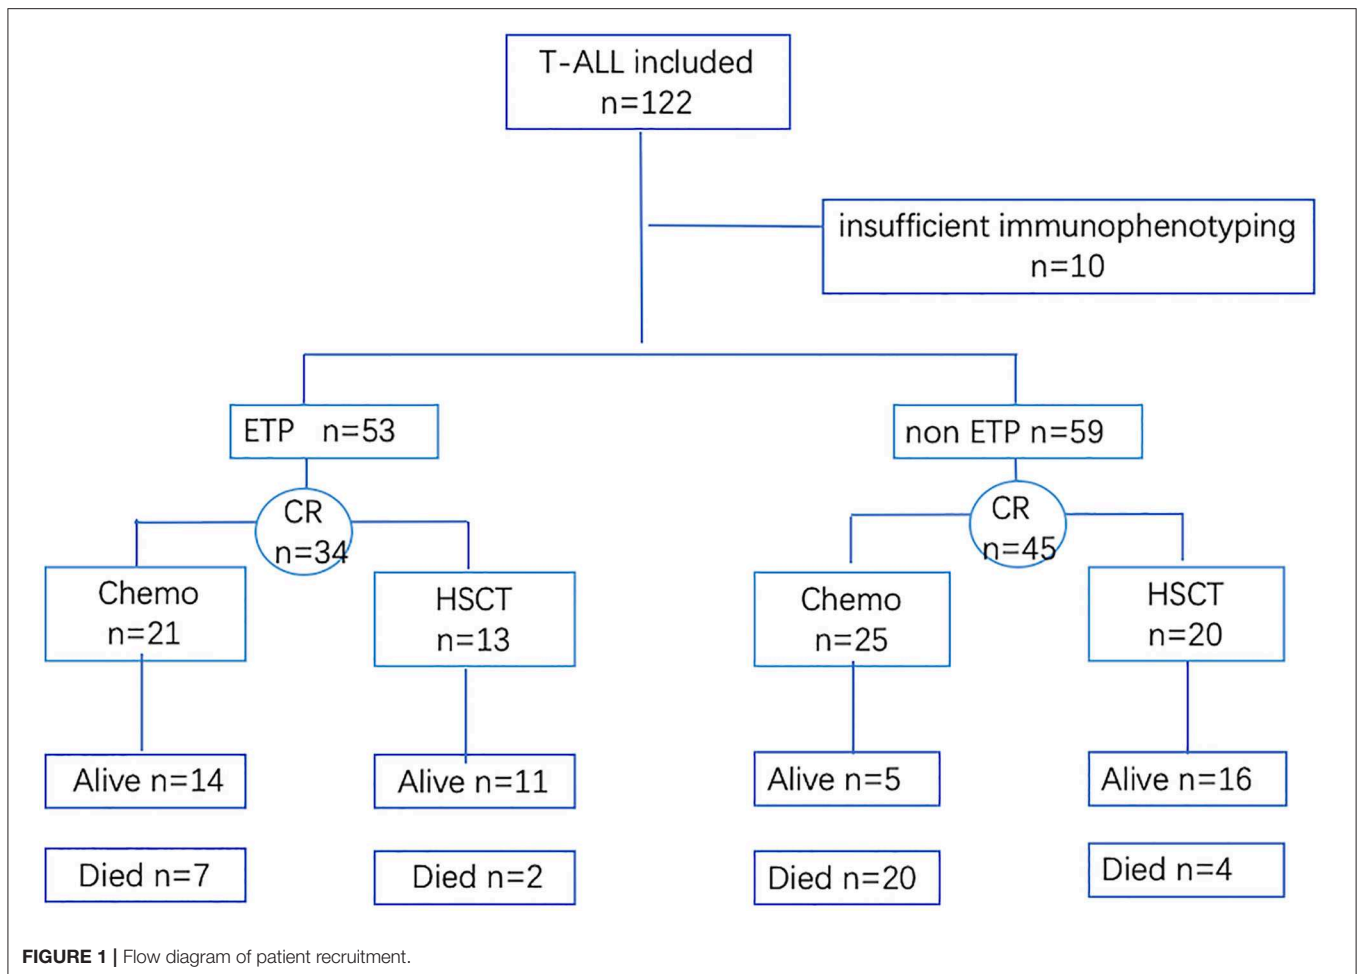 T-ALL included
n=122
insufficient immunophenotyping
n=10
ETP n=53
non ETP n=59
CR
n=34
CR
n=45
Chemo
n=21
HSCT
n=13
Chemo
n=25
HSCT
n=20
Alive n=14
Alive n=11
Alive n=5
Alive n=16
Died n=7
Died n=2
Died n=20
Died n=4
FIGURE 1 | Flow diagram of patient recruitment.